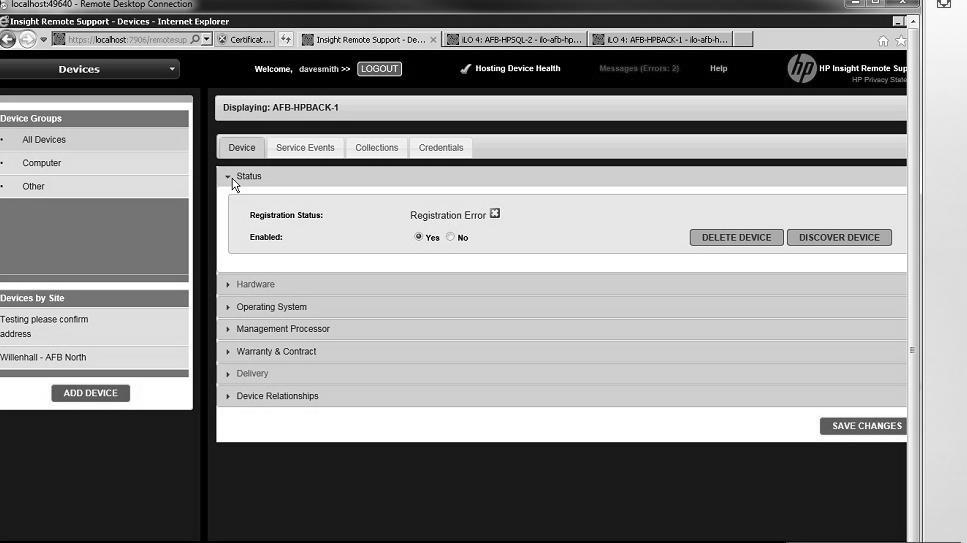 localhost:49640 - Remote Desktop Connection
Insight Remote Support - Devices - Internet Explorer
https://localhost:7906/remotesup
Certificat...
Insight Remote Support - De...
iLO 4: AFB-HPSQL-2 - ilo-afb-hp...
iLO 4: AFB-HPBACK-1 - ilo-afb-h...
Devices
Welcome, davesmith >>
LOGOUT
Hosting Device Health
Messages (Errors: 2)
Help
hp
HP Insight Remote Sup
HP Privacy State
Device Groups
• All Devices
• Computer
• Other
Devices by Site
Testing please confirm
address
Willenhall - AFB North
ADD DEVICE
Displaying: AFB-HPBACK-1
Device
Service Events
Collections
Credentials
Status
Registration Status: Registration Error
Enabled: Yes No
DELETE DEVICE
DISCOVER DEVICE
Hardware
Operating System
Management Processor
Warranty & Contract
Delivery
Device Relationships
SAVE CHANGES